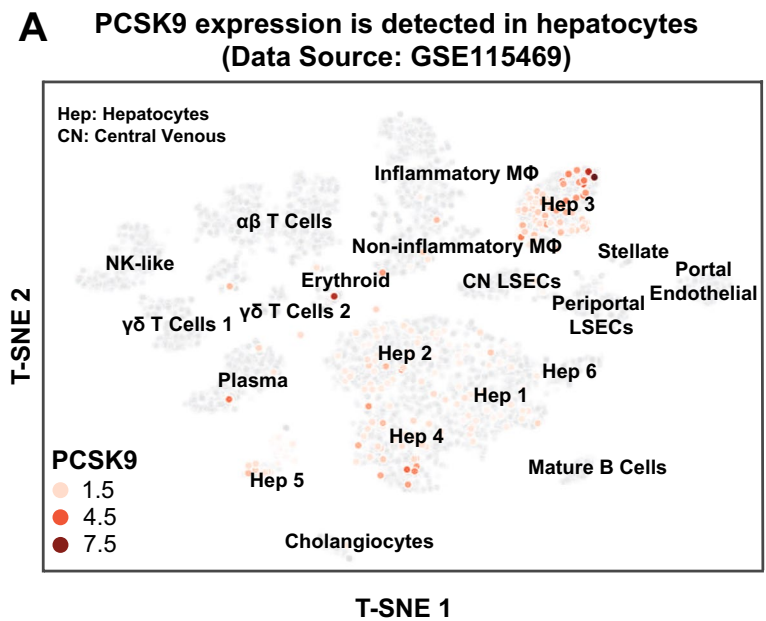 A
PCSK9 expression is detected in hepatocytes
(Data Source: GSE115469)
Hep: Hepatocytes
CN: Central Venous
Inflammatory MΦ
Hep 3
αβ T Cells
Non-inflammatory MΦ
Stellate
NK-like
Erythroid
CN LSECs
Portal
Endothelial
Periportal
LSECs
γδ T Cells 1
γδ T Cells 2
Hep 2
Hep 6
Plasma
Hep 1
Hep 4
Mature B Cells
Hep 5
Cholangiocytes
PCSK9
1.5
4.5
7.5
T-SNE 2
T-SNE 1